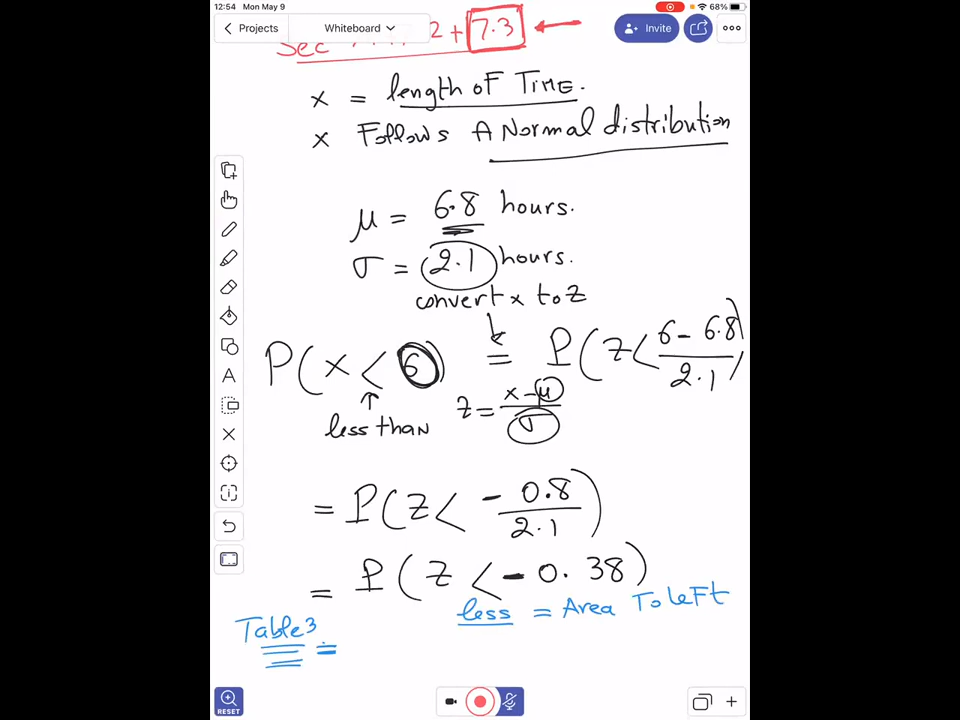 12:54 Mon May 9
68%
Projects
Whiteboard
Invite
Sec 2 + 7.3
x = length of Time.
x Follows A Normal distribution
μ = 6.8 hours.
σ = 2.1 hours.
convert x to Z
P(x < 6) = P(Z < (6 - 6.8)/2.1)
less than
z = (x - μ)/σ
= P(Z < - 0.8/2.1)
= P(Z < - 0.38)
less = Area To left
Table 3 =
A
RESET